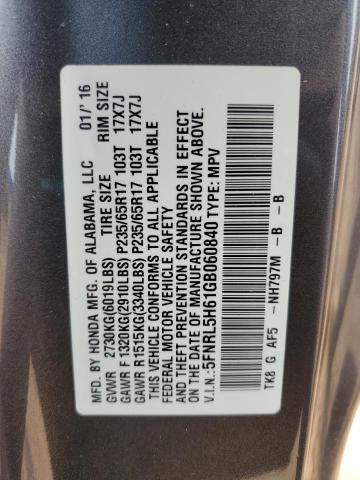 MFD. BY HONDA MFG. OF ALABAMA, LLC 01/'16
TIRE SIZE RIM SIZE
GVWR 2730KG(6019LBS)
GAWR F 1320KG(2910LBS) P235/65R17 103T 17X7J
GAWR R1515KG(3340LBS) P235/65R17 103T 17X7J
THIS VEHICLE CONFORMS TO ALL APPLICABLE
FEDERAL MOTOR VEHICLE SAFETY
AND THEFT PREVENTION STANDARDS IN EFFECT
ON THE DATE OF MANUFACTURE SHOWN ABOVE.
V.I.N.:5FNRL5H61GB060840 TYPE: MPV
TK8 G AF5 -NH797M - B - B